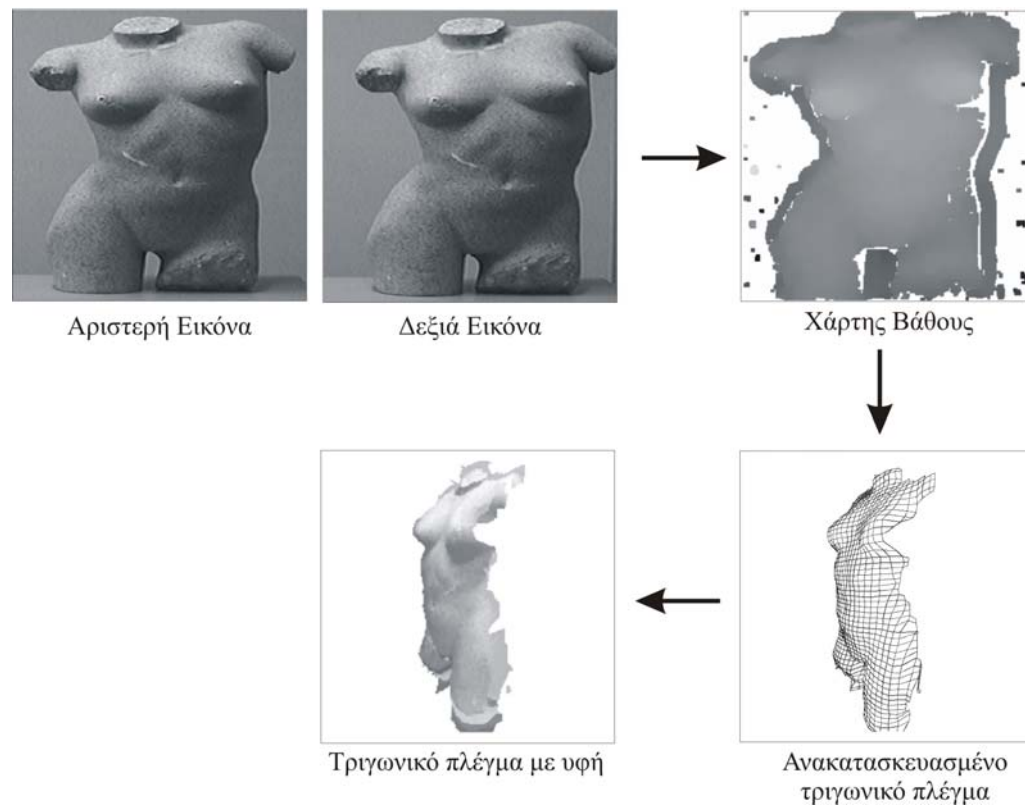 Αριστερή Εικόνα
Δεξιά Εικόνα
Χάρτης Βάθους
Τριγωνικό πλέγμα με υφή
Ανακατασκευασμένο
τριγωνικό πλέγμα